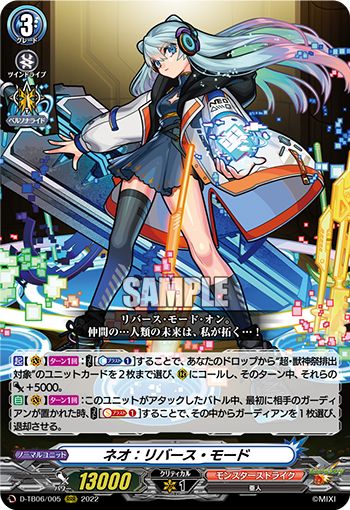 3
グレード
ツインドライブ
ペルソナライド
NEO
SAMPLE
リバース・モード・オン。
仲間の…人類の未来は、私が拓く…!
起【ターン1回】【コスト】することで、あなたのドロップから“超・獣神祭排出
対象”のユニットカードを2枚まで選び、Ⓡにコールし、そのターン中、それらの
+5000。
自【ターン1回】:このユニットがアタックしたバトル中、最初に相手のガーディ
アンが置かれた時、【コスト】することで、その中からガーディアンを1枚選び、
退却させる。
ノーマルユニット
ネオ:リバース・モード
D-TB06/005 RRR 2022
パワー 13000
クリティカル 1
モンスターストライク
亜人
©MIXI